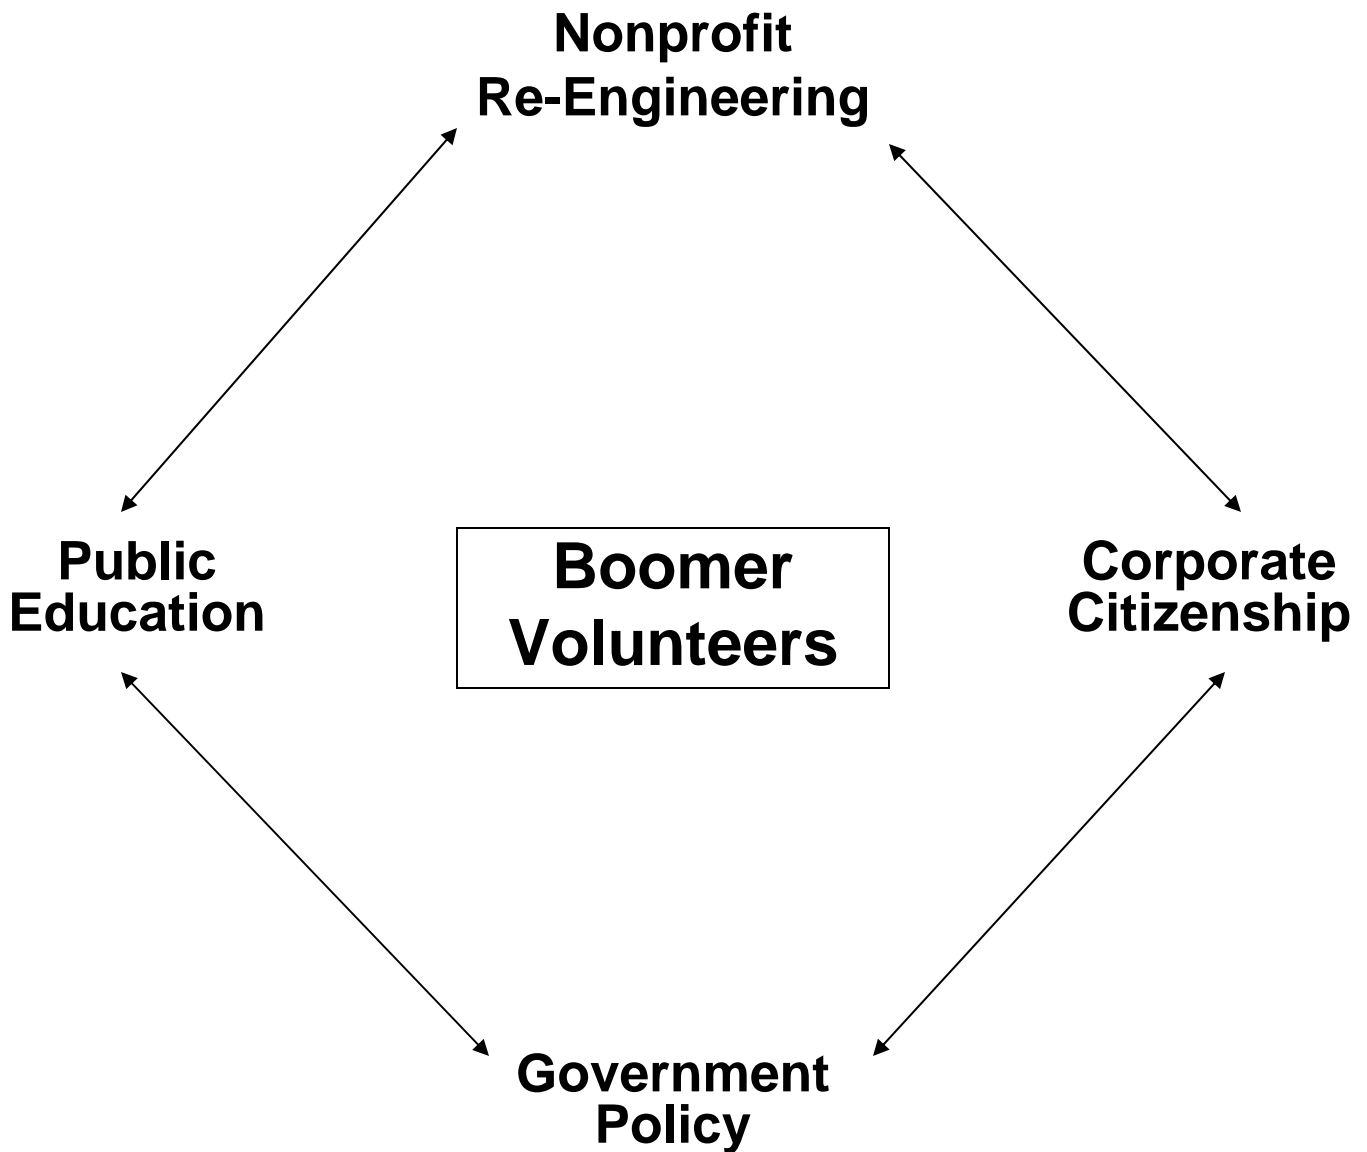 Nonprofit
Re-Engineering
Public
Education
Boomer
Volunteers
Corporate
Citizenship
Government
Policy